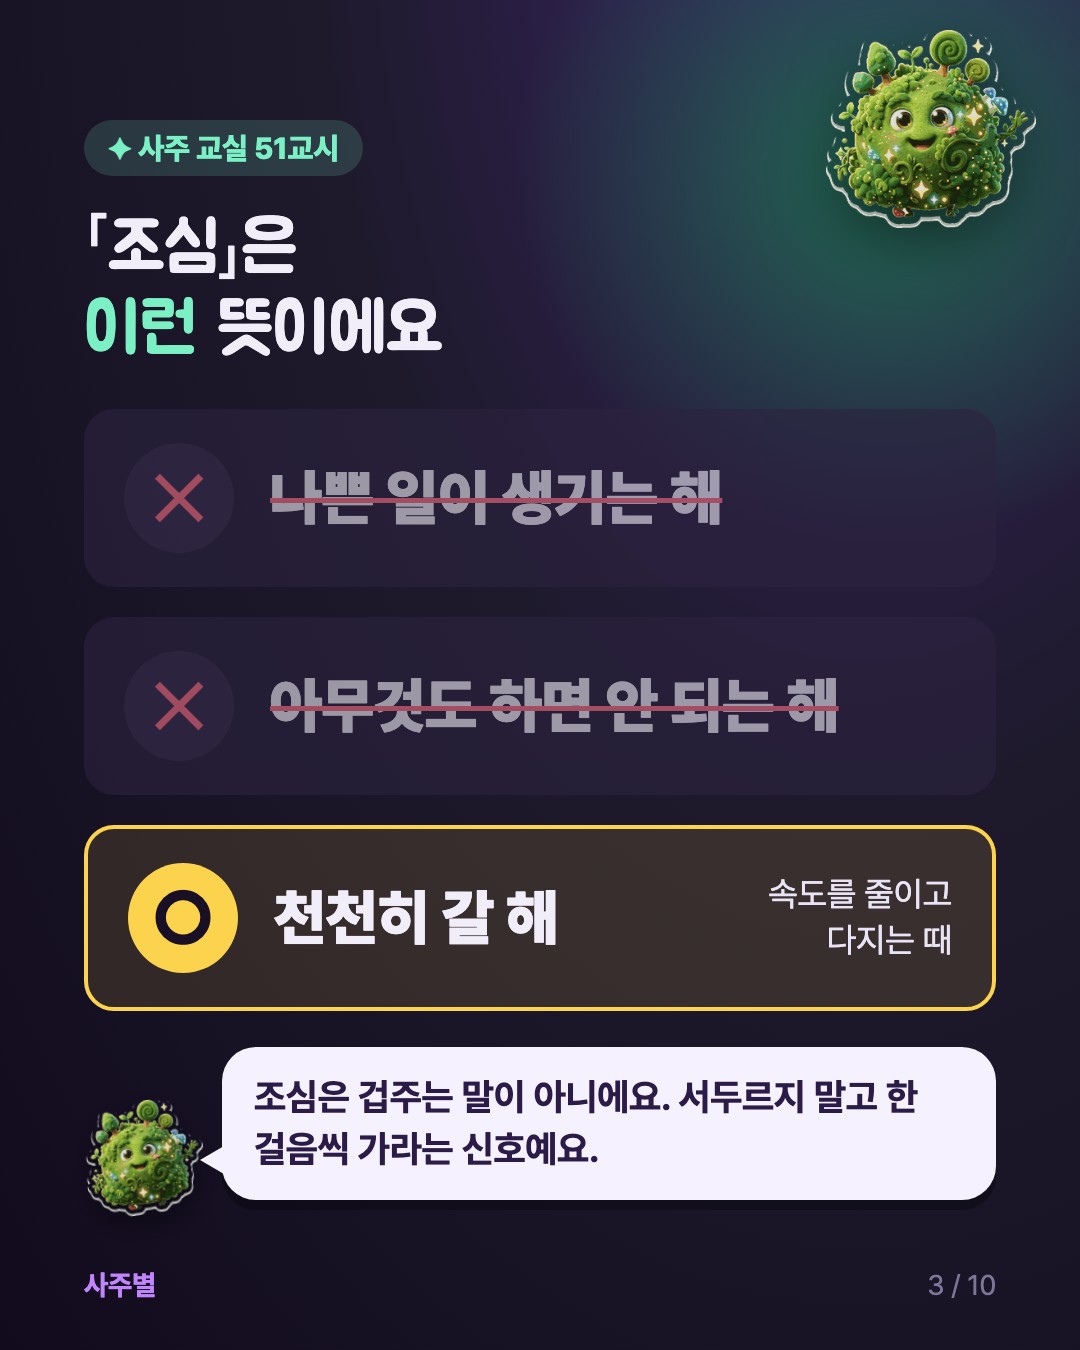 ✦ 사주 교실 51교시
「조심」은
이런 뜻이에요
나쁜 일이 생기는 해
아무것도 하면 안 되는 해
천천히 갈 해
속도를 줄이고
다지는 때
조심은 겁주는 말이 아니에요. 서두르지 말고 한
걸음씩 가라는 신호예요.
사주별
3 / 10